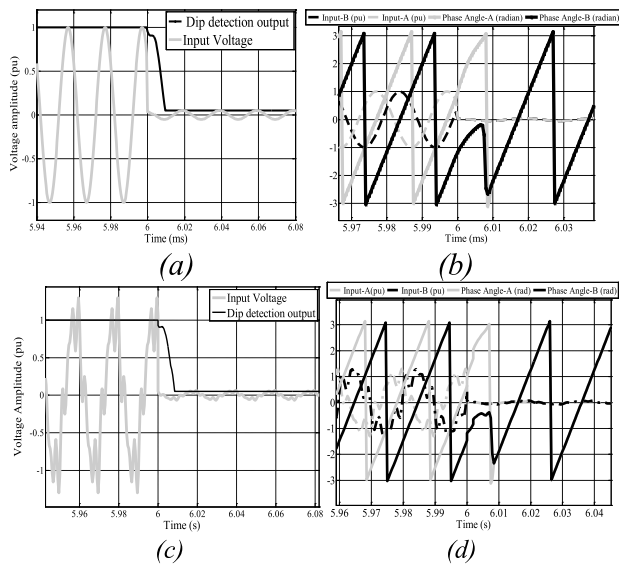 Dip detection output
Input Voltage
Voltage amplitude (pu)
1
0.5
0
-0.5
-1
5.94 5.96 5.98 6 6.02 6.04 6.06 6.08
Time (ms)
(a)
Input-B (pu) Input-A (pu) Phase Angle-A (radian) Phase Angle-B (radian)
3
2
1
0
-1
-2
-3
5.97 5.98 5.99 6 6.01 6.02 6.03
Time (ms)
(b)
Input Voltage
Dip detection output
Voltage Amplitude (pu)
1
0.5
0
-0.5
-1
5.96 5.98 6 6.02 6.04 6.06 6.08
Time (s)
(c)
Input-A(pu) Input-B (pu) Phase Angle-A (rad) Phase Angle-B (rad)
3
2
1
0
-1
-2
-3
5.96 5.97 5.98 5.99 6 6.01 6.02 6.03 6.04
Time (s)
(d)